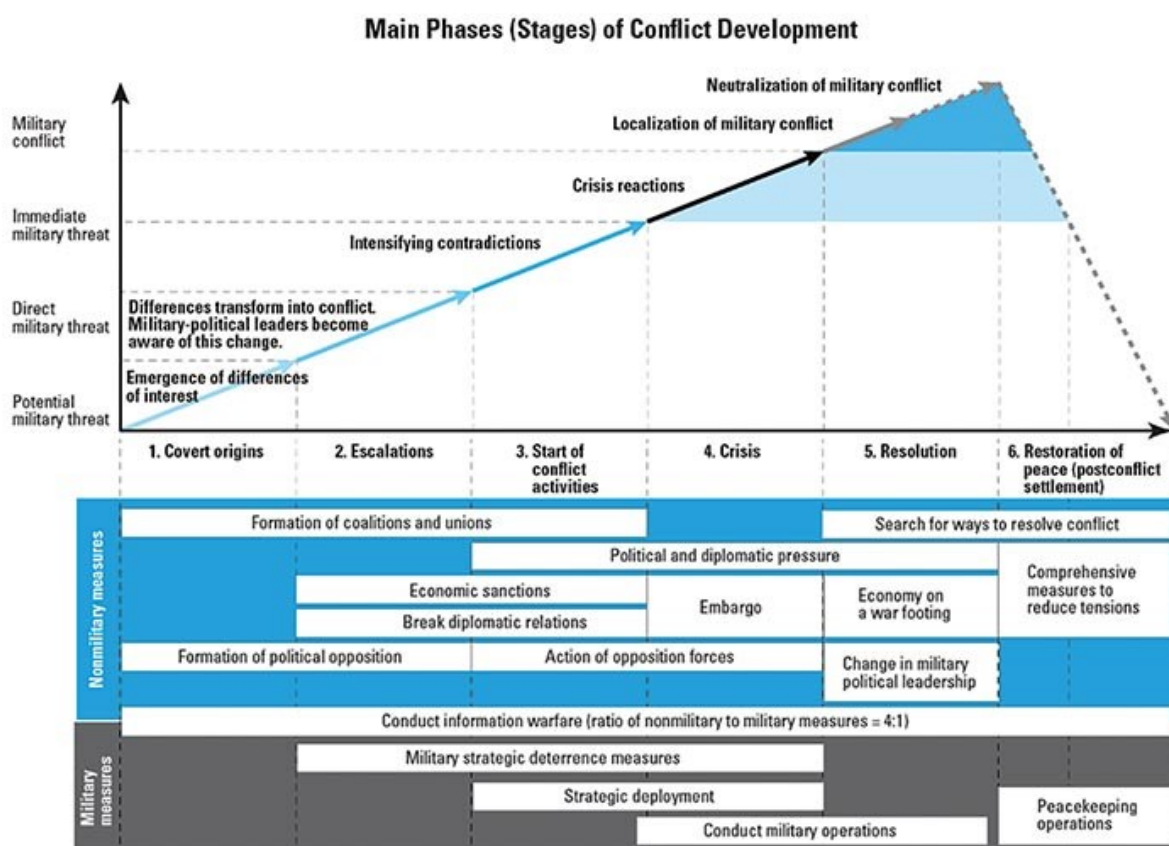 Main Phases (Stages) of Conflict Development
Neutralization of military conflict
Military
conflict
Localization of military conflict
Crisis reactions
Immediate
military threat
Intensifying contradictions
Direct
military threat
Differences transform into conflict.
Military-political leaders become
aware of this change.
Emergence of differences
of interest
Potential
military threat
1. Covert origins
2. Escalations
3. Start of
conflict
activities
4. Crisis
5. Resolution
6. Restoration of
peace (postconflict
settlement)
Nonmilitary measures
Formation of coalitions and unions
Search for ways to resolve conflict
Political and diplomatic pressure
Economic sanctions
Break diplomatic relations
Embargo
Economy on
a war footing
Comprehensive
measures to
reduce tensions
Formation of political opposition
Action of opposition forces
Change in military
political leadership
Conduct information warfare (ratio of nonmilitary to military measures = 4:1)
Military
measures
Military strategic deterrence measures
Strategic deployment
Conduct military operations
Peacekeeping
operations